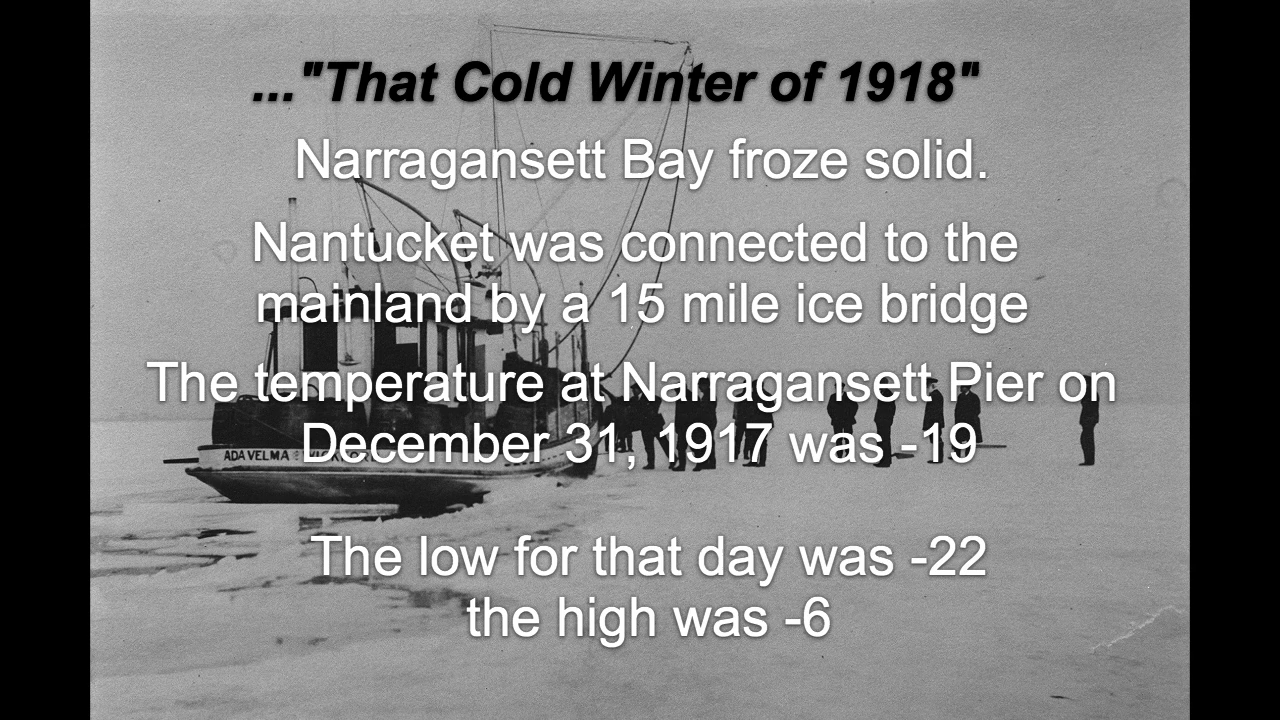 ..."That Cold Winter of 1918"
Narragansett Bay froze solid.
Nantucket was connected to the
mainland by a 15 mile ice bridge
The temperature at Narragansett Pier on
December 31, 1917 was -19
ADA VELMA
The low for that day was -22
the high was -6